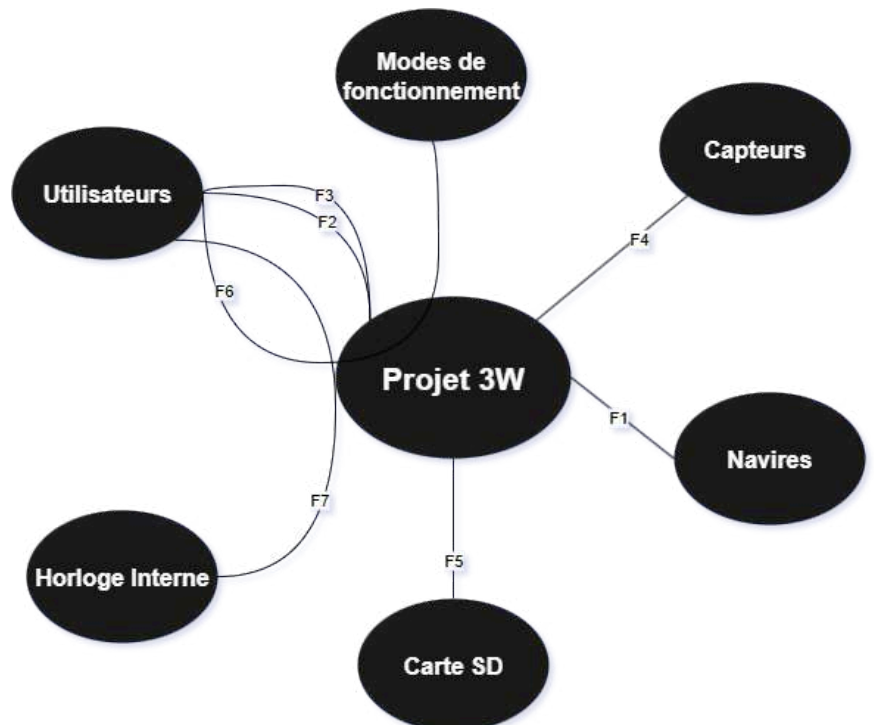 Modes de
fonctionnement
Capteurs
Utilisateurs
F3
F2
F4
F6
Projet 3W
F1
Navires
F7
Horloge Interne
F5
Carte SD